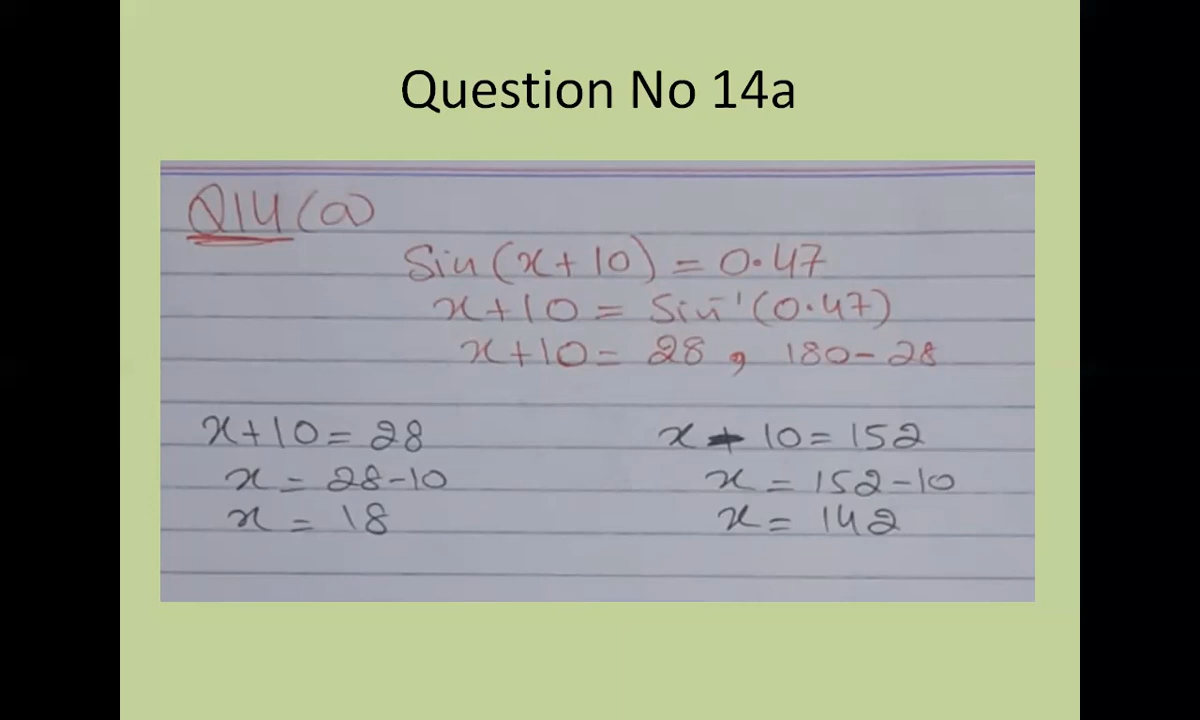 Question No 14a
Q14(a)
Sin(x+10) = 0.47
x+10 = Sin⁻¹(0.47)
x+10 = 28 , 180-28
x+10 = 28
x = 28-10
x = 18
x + 10 = 152
x = 152-10
x = 142